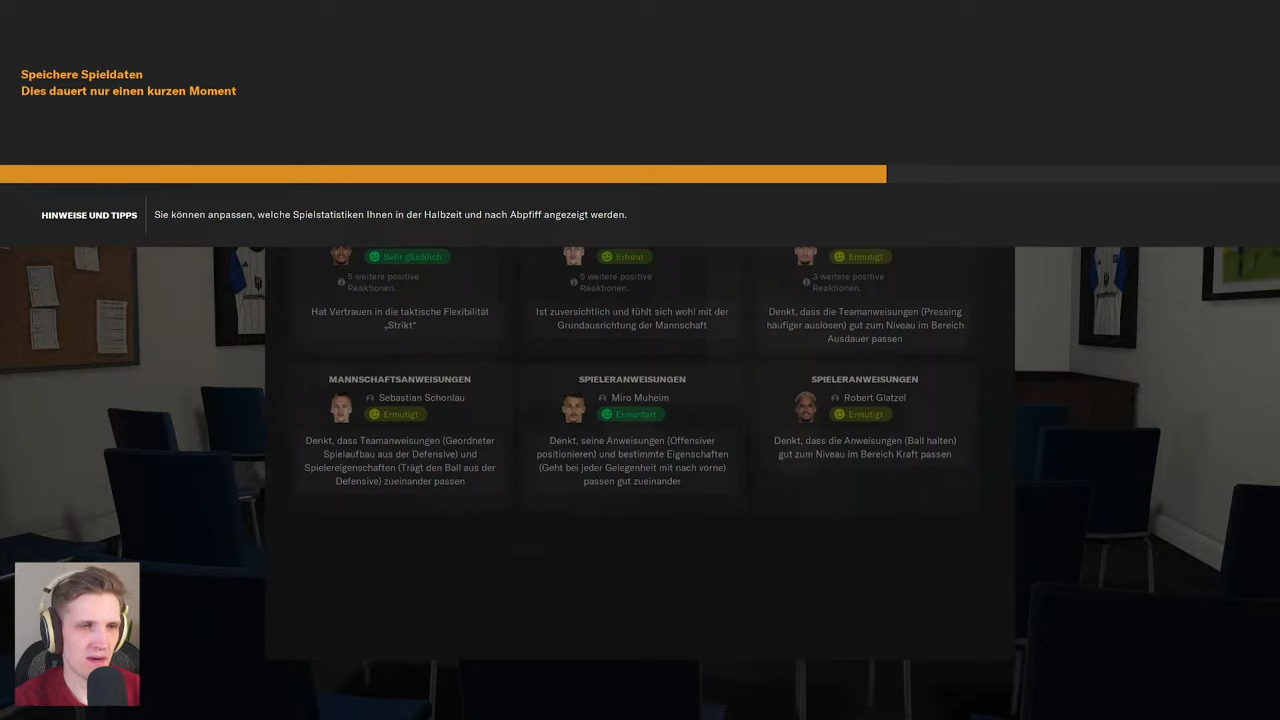 Speichere Spieldaten
Dies dauert nur einen kurzen Moment
HINWEISE UND TIPPS
Sie können anpassen, welche Spielstatistiken Ihnen in der Halbzeit und nach Abpfiff angezeigt werden.
Sehr glücklich
5 weitere positive
Reaktionen.
Hat Vertrauen in die taktische Flexibilität
„Strikt“
Erfreut
5 weitere positive
Reaktionen.
Ist zuversichtlich und fühlt sich wohl mit der
Grundausrichtung der Mannschaft
Ermutigt
3 weitere positive
Reaktionen.
Denkt, dass die Teamanweisungen (Pressing
häufiger auslösen) gut zum Niveau im Bereich
Ausdauer passen
MANNSCHAFTSANWEISUNGEN
Sebastian Schonlau
Ermutigt
Denkt, dass Teamanweisungen (Geordneter
Spielaufbau aus der Defensive) und
Spielereigenschaften (Trägt den Ball aus der
Defensive) zueinander passen
SPIELERANWEISUNGEN
Miro Muheim
Ermuntert
Denkt, seine Anweisungen (Offensiver
positionieren) und bestimmte Eigenschaften
(Geht bei jeder Gelegenheit mit nach vorne)
passen gut zueinander
SPIELERANWEISUNGEN
Robert Glatzel
Ermutigt
Denkt, dass die Anweisungen (Ball halten)
gut zum Niveau im Bereich Kraft passen